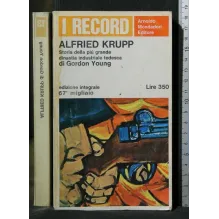 I RECORD
Arnoldo
Mondadori
Editore
ALFRIED KRUPP
Storia della più grande
dinastia industriale tedesca
di Gordon Young
edizione integrale
67° migliaio
Lire 350